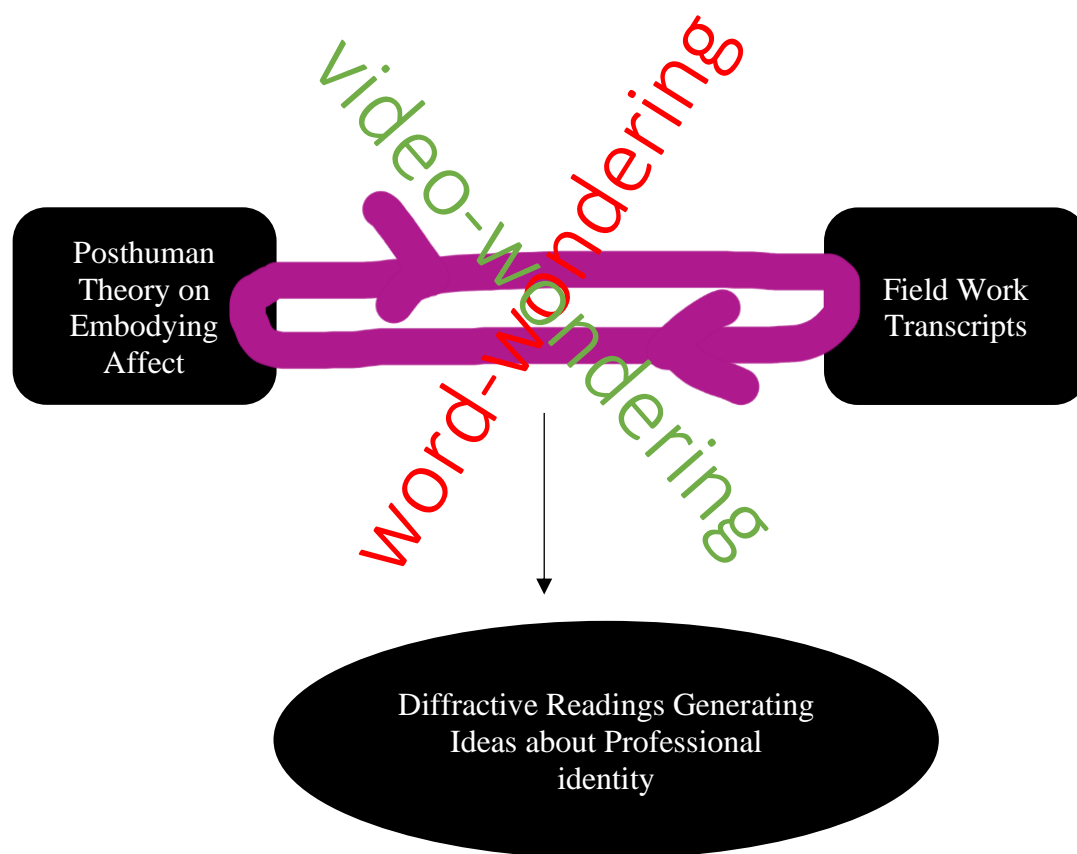 video-wondering
word-wondering
Posthuman
Theory on
Embodying
Affect
Field Work
Transcripts
Diffractive Readings Generating
Ideas about Professional
identity